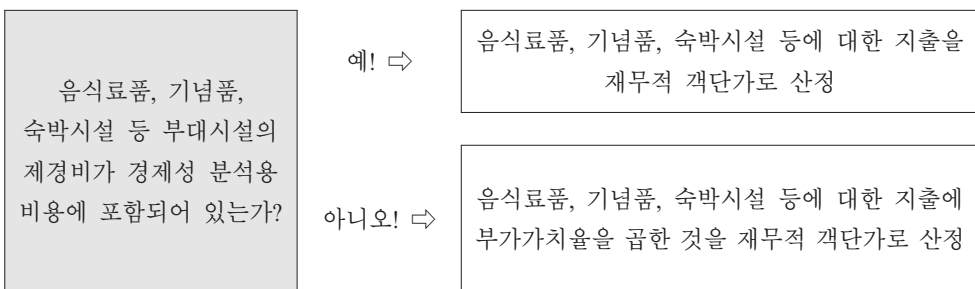 음식료품, 기념품,
숙박시설 등 부대시설의
제경비가 경제성 분석용
비용에 포함되어 있는가?
예! ⇨
음식료품, 기념품, 숙박시설 등에 대한 지출을
재무적 객단가로 산정
아니오! ⇨
음식료품, 기념품, 숙박시설 등에 대한 지출에
부가가치율을 곱한 것을 재무적 객단가로 산정